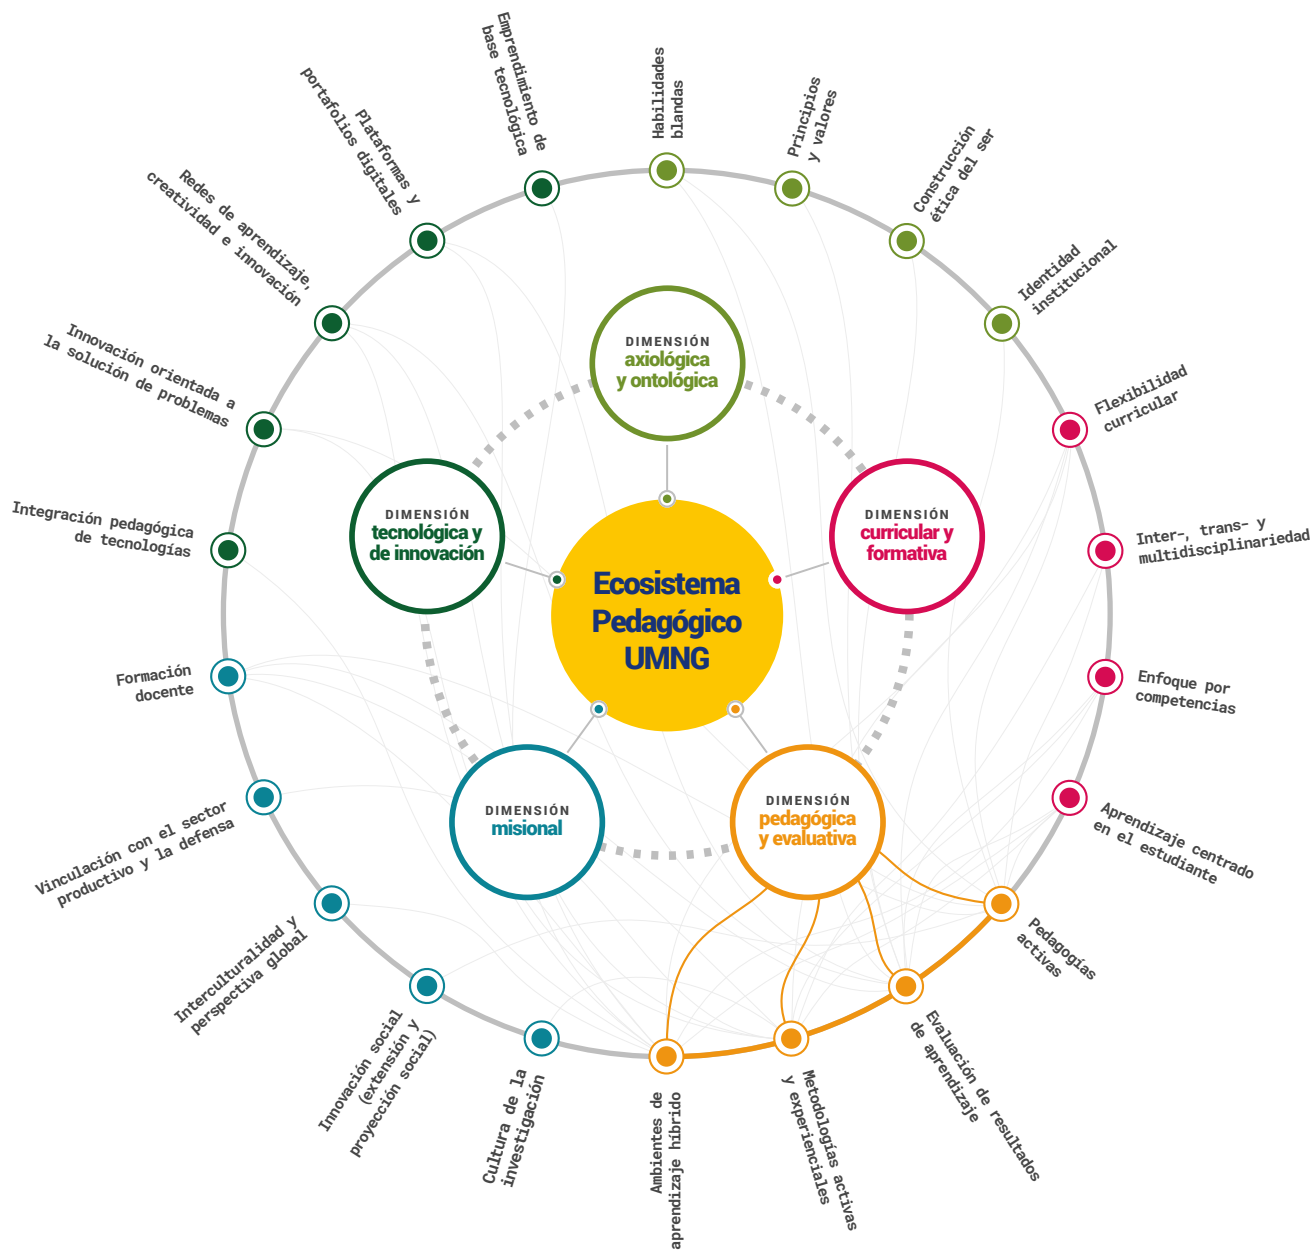 Emprendimiento de
base tecnológica
Habilidades
blandas
Principios
y valores
Construcción
ética del ser
Identidad
institucional
Flexibilidad
curricular
Inter-, trans- y
multidisciplinariedad
Enfoque por
competencias
Aprendizaje centrado
en el estudiante
Pedagogías
activas
Evaluación de resultados
de aprendizaje
Metodologías activas
y experienciales
Ambientes de
aprendizaje híbrido
Cultura de la
investigación
Innovación social
(extensión y
proyección social)
Interculturalidad y
perspectiva global
Vinculación con el sector
productivo y la defensa
Formación
docente
Integración pedagógica
de tecnologías
Innovación orientada a
la solución de problemas
Redes de aprendizaje,
creatividad e innovación
Plataformas y
portafolios digitales
DIMENSIÓN
axiológica
y ontológica
DIMENSIÓN
tecnológica y
de innovación
DIMENSIÓN
curricular y
formativa
Ecosistema
Pedagógico
UMNG
DIMENSIÓN
misional
DIMENSIÓN
pedagógica
y evaluativa